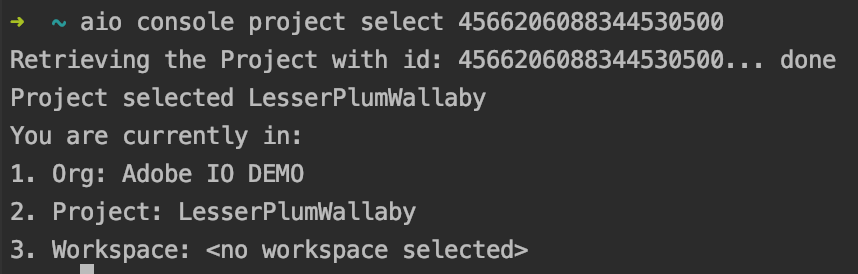 ➜ ~ aio console project select 4566206088344530500
Retrieving the Project with id: 4566206088344530500... done
Project selected LesserPlumWallaby
You are currently in:
1. Org: Adobe IO DEMO
2. Project: LesserPlumWallaby
3. Workspace: <no workspace selected>